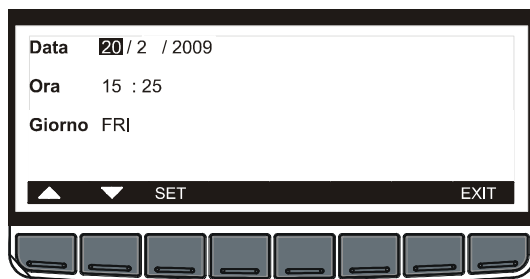 Data 20 / 2 / 2009
Ora 15 : 25
Giorno FRI
SET EXIT